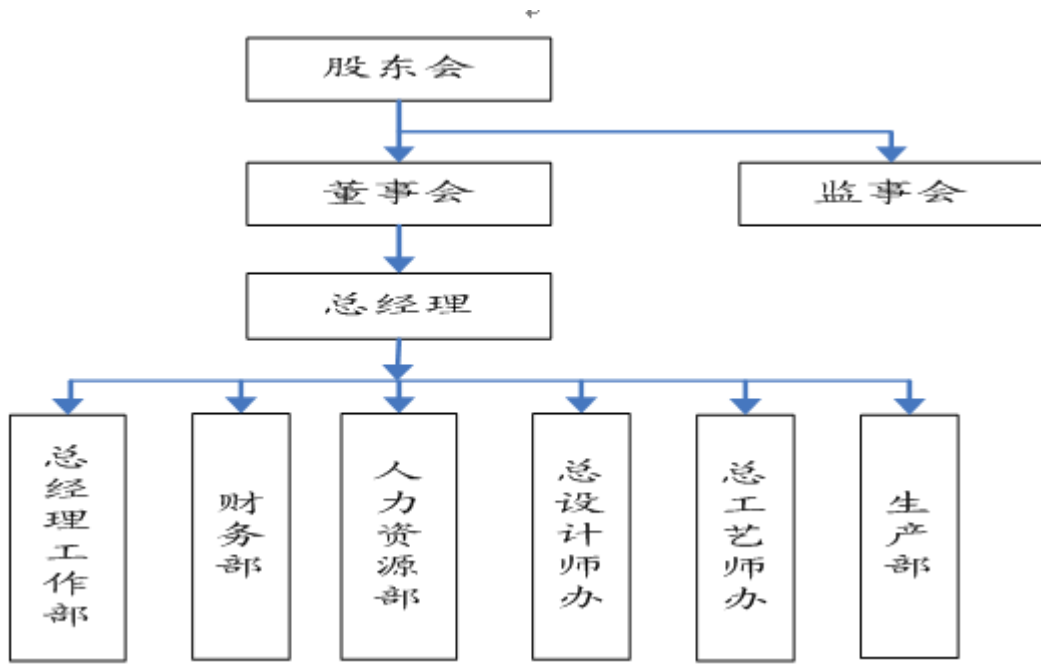 股东会
董事会
监事会
总经理
总经理工作部
财务部
人力资源部
总设计师办
总工艺师办
生产部